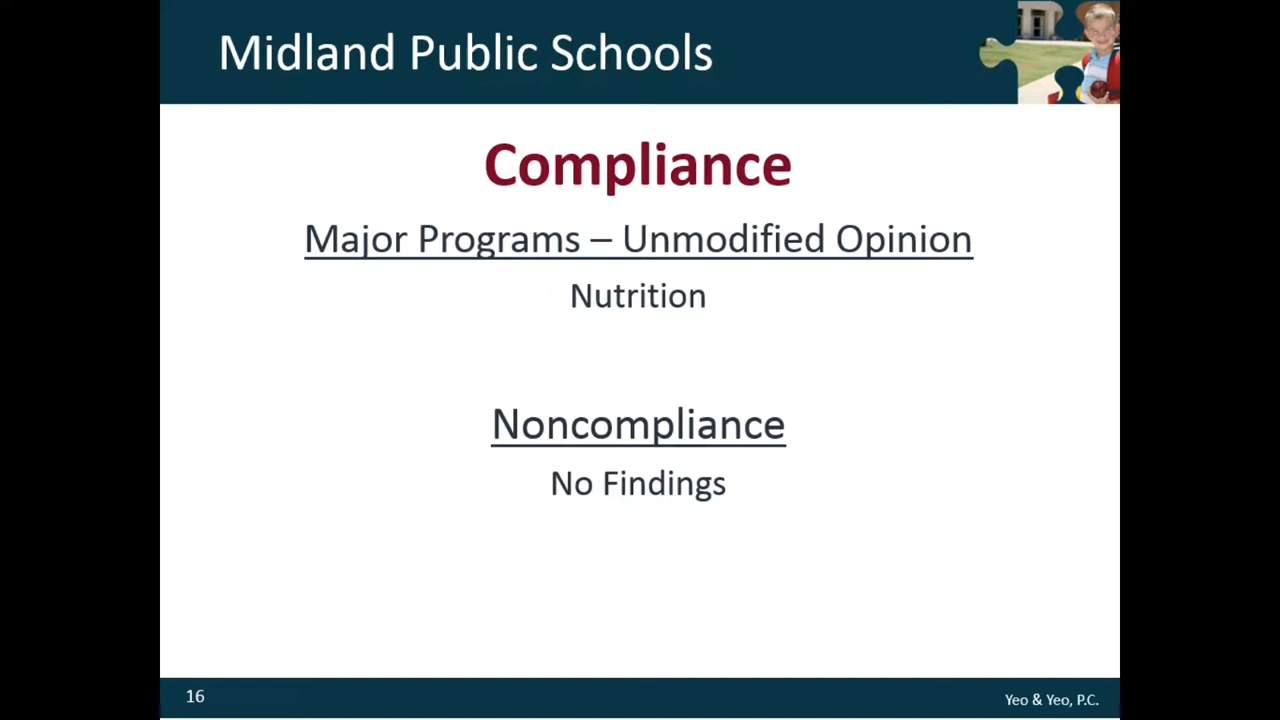 Midland Public Schools
Compliance
Major Programs – Unmodified Opinion
Nutrition
Noncompliance
No Findings
16
Yeo & Yeo, P.C.